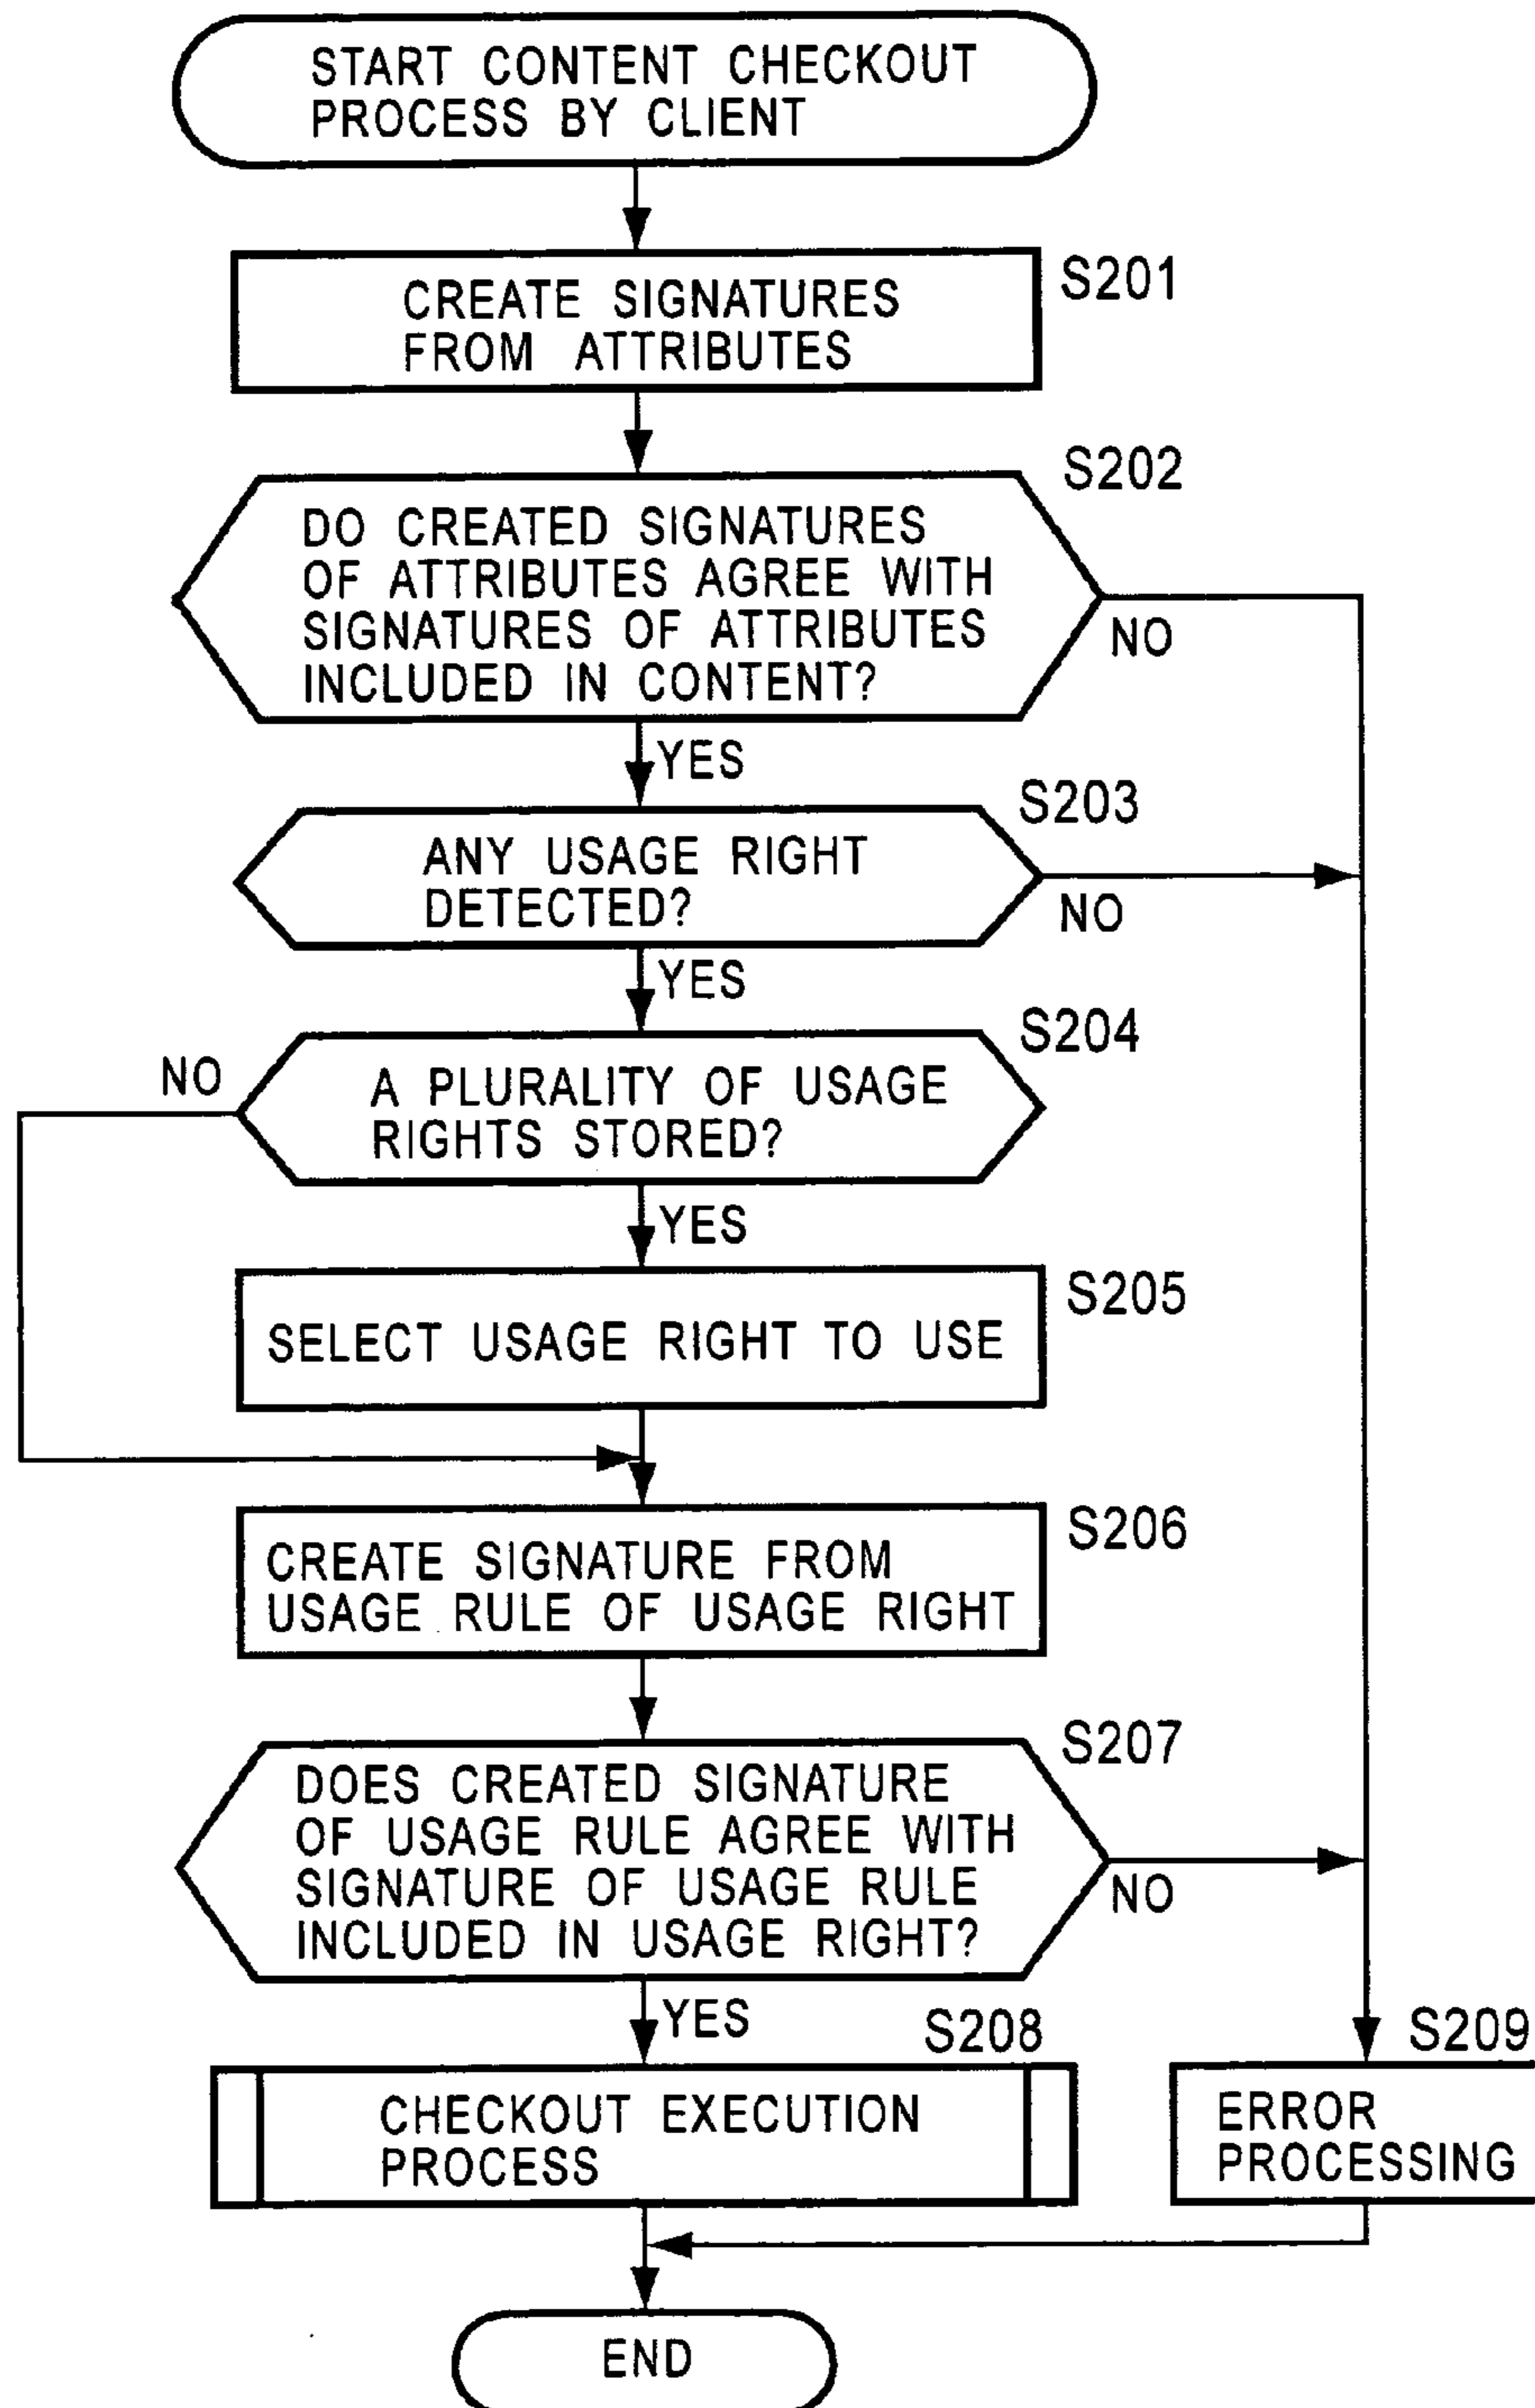 START CONTENT CHECKOUT
PROCESS BY CLIENT
S201
CREATE SIGNATURES
FROM ATTRIBUTES
S202
DO CREATED SIGNATURES
OF ATTRIBUTES AGREE WITH
SIGNATURES OF ATTRIBUTES
INCLUDED IN CONTENT?
NO
YES
S203
ANY USAGE RIGHT
DETECTED?
NO
YES
S204
NO
A PLURALITY OF USAGE
RIGHTS STORED?
YES
S205
SELECT USAGE RIGHT TO USE
S206
CREATE SIGNATURE FROM
USAGE RULE OF USAGE RIGHT
S207
DOES CREATED SIGNATURE
OF USAGE RULE AGREE WITH
SIGNATURE OF USAGE RULE
INCLUDED IN USAGE RIGHT?
NO
YES
S208
S209
CHECKOUT EXECUTION
PROCESS
ERROR
PROCESSING
END